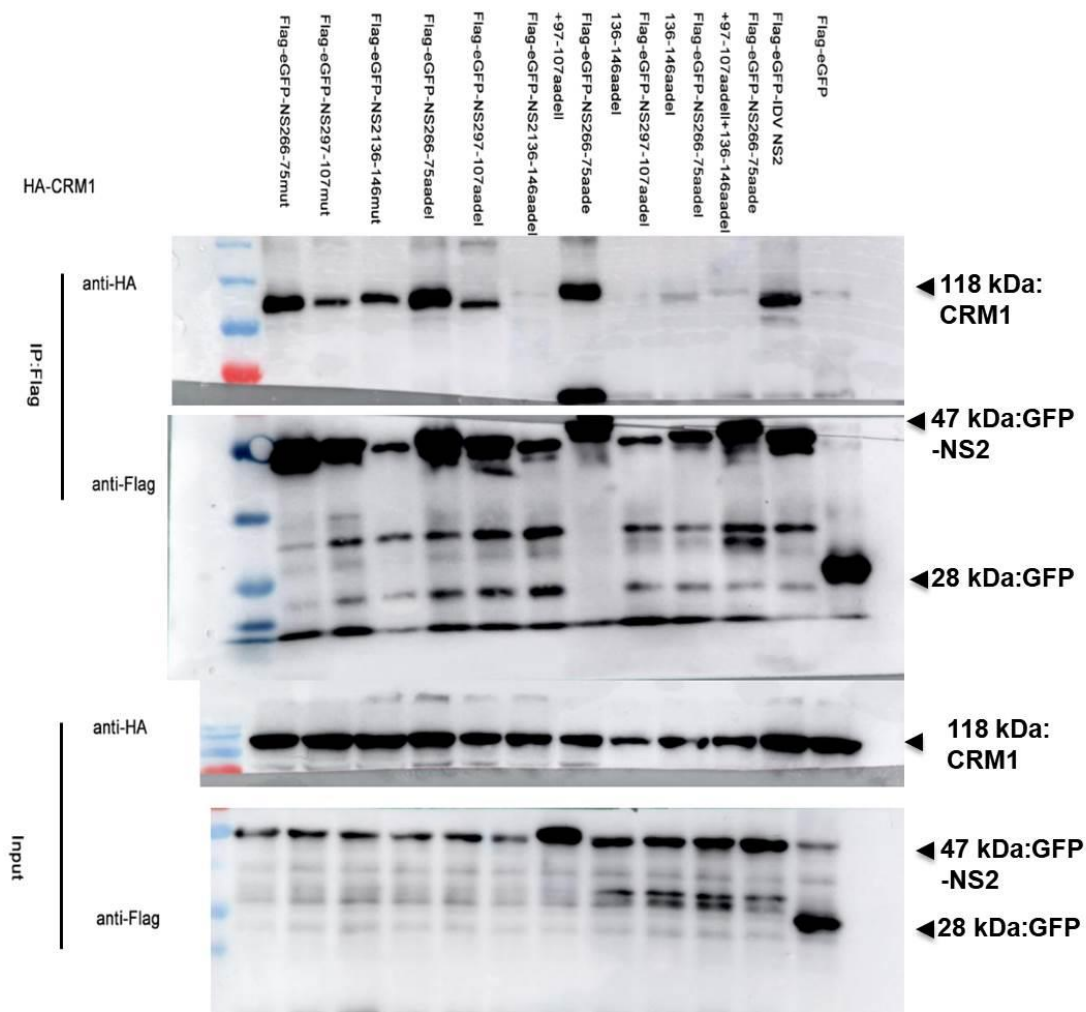 Flag-eGFP-NS266-75mut
Flag-eGFP-NS297-107mut
Flag-eGFP-NS2136-146mut
Flag-eGFP-NS266-75aadel
Flag-eGFP-NS297-107aadel
Flag-eGFP-NS2136-146aadel
+97-107aadell
Flag-eGFP-NS266-75aade
136-146aadel
Flag-eGFP-NS297-107aadel
136-146aadel
Flag-eGFP-NS266-75aadel
+97-107aadell+136-146aadel
Flag-eGFP-NS266-75aade
Flag-eGFP-IDV NS2
Flag-eGFP
HA-CRM1
IP:Flag
anti-HA
118 kDa:
CRM1
anti-Flag
47 kDa:GFP
-NS2
28 kDa:GFP
Input
anti-HA
118 kDa:
CRM1
anti-Flag
47 kDa:GFP
-NS2
28 kDa:GFP